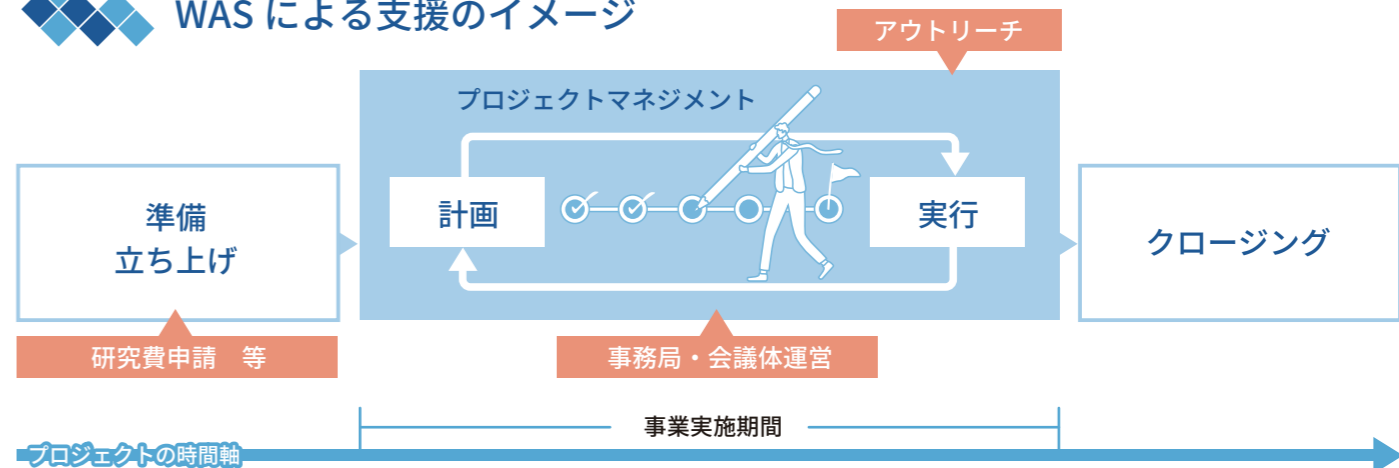 WAS による支援のイメージ
アウトリーチ
プロジェクトマネジメント
準備
立ち上げ
計画
実行
クロージング
研究費申請　等
事務局・会議体運営
事業実施期間
プロジェクトの時間軸